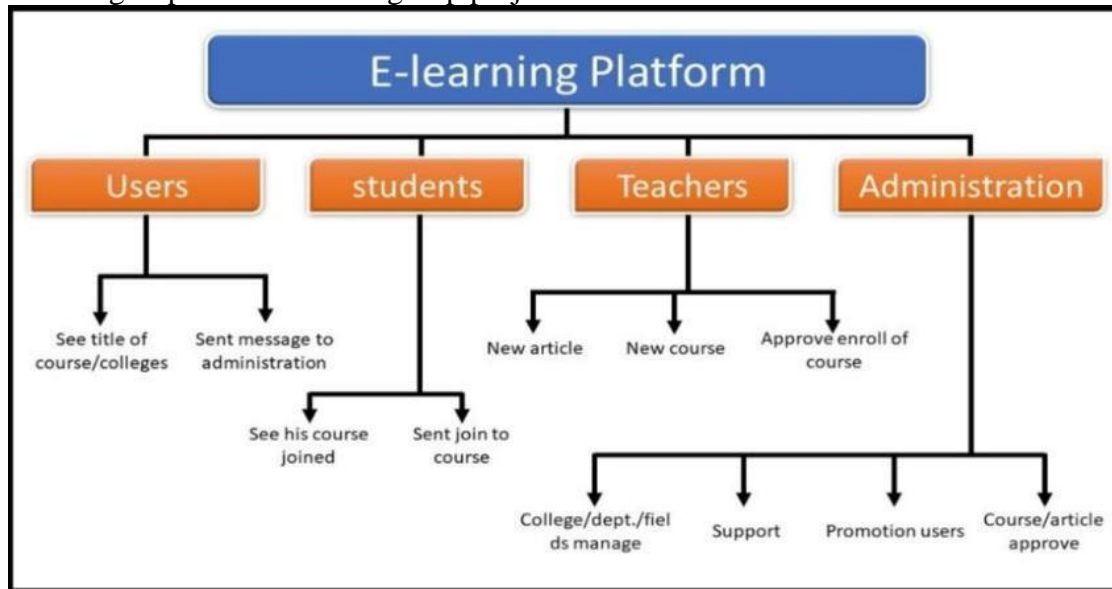 E-learning Platform
Users
students
Teachers
Administration
See title of
course/colleges
Sent message to
administration
New article
New course
Approve enroll of
course
See his course
joined
Sent join to
course
College/dept./fiel
ds manage
Support
Promotion users
Course/article
approve